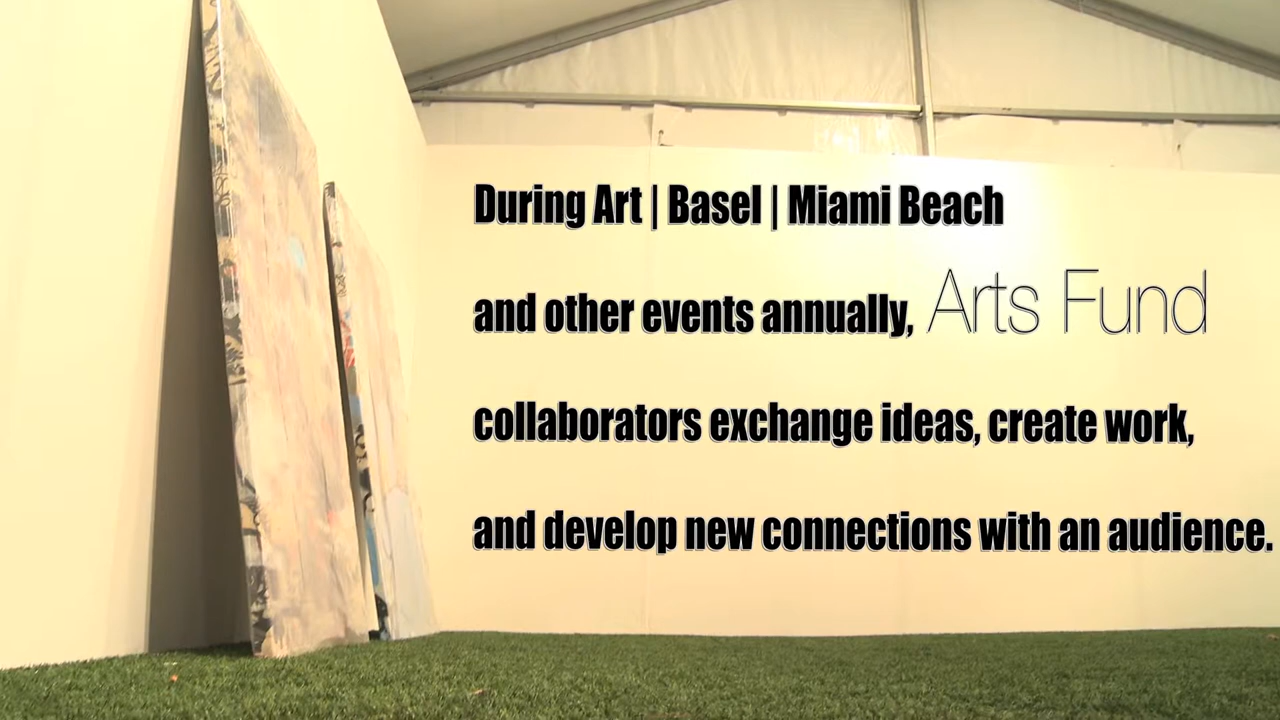 During Art | Basel | Miami Beach
and other events annually, Arts Fund
collaborators exchange ideas, create work,
and develop new connections with an audience.